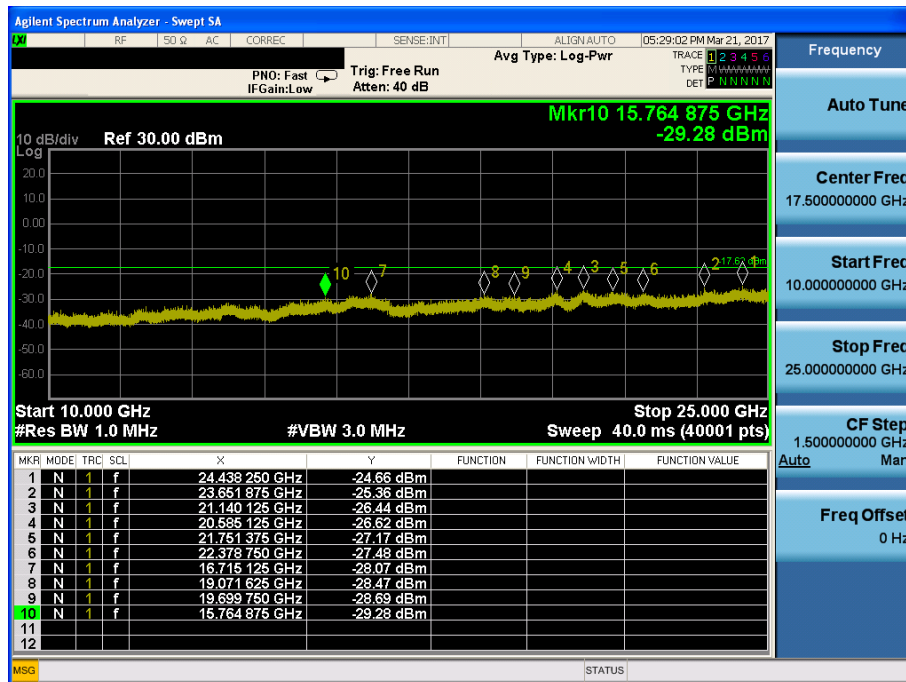 Agilent Spectrum Analyzer - Swept SA
LXI RF 50 Ω AC CORREC SENSE:INT ALIGN AUTO 05:29:02 PM Mar 21, 2017
Frequency
PNO: Fast Trig: Free Run Avg Type: Log-Pwr TRACE 1 2 3 4 5 6
IFGain:Low Atten: 40 dB TYPE M WWWWW
DET P N N N N N
Auto Tune
Mkr10 15.764 875 GHz
-29.28 dBm
10 dB/div Ref 30.00 dBm
Log
20.0
10.0
0.00
-10.0
-20.0
-30.0
-40.0
-50.0
-60.0
10 7 8 9 4 3 5 6 2 1
-17.62 dBm
Center Freq
17.500000000 GHz
Start Freq
10.000000000 GHz
Stop Freq
25.000000000 GHz
Start 10.000 GHz Stop 25.000 GHz
#Res BW 1.0 MHz #VBW 3.0 MHz Sweep 40.0 ms (40001 pts)
CF Step
1.500000000 GHz
Auto Man
Freq Offset
0 Hz
MKR MODE TRC SCL X Y FUNCTION FUNCTION WIDTH FUNCTION VALUE
1 N 1 f 24.438 250 GHz -24.66 dBm
2 N 1 f 23.651 875 GHz -25.36 dBm
3 N 1 f 21.140 125 GHz -26.44 dBm
4 N 1 f 20.585 125 GHz -26.62 dBm
5 N 1 f 21.751 375 GHz -27.17 dBm
6 N 1 f 22.378 750 GHz -27.48 dBm
7 N 1 f 16.715 125 GHz -28.07 dBm
8 N 1 f 19.071 625 GHz -28.47 dBm
9 N 1 f 19.699 750 GHz -28.69 dBm
10 N 1 f 15.764 875 GHz -29.28 dBm
11
12
MSG STATUS